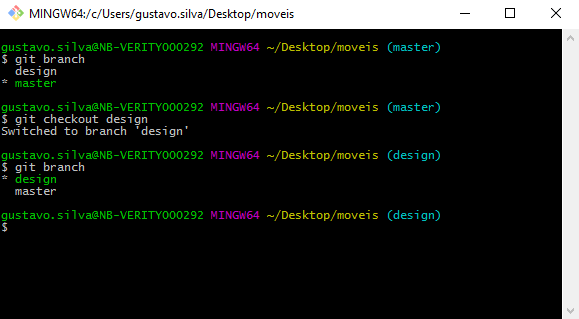 MINGW64:/c/Users/gustavo.silva/Desktop/moveis
gustavo.silva@NB-VERITY000292 MINGW64 ~/Desktop/moveis (master)
$ git branch
  design
* master
gustavo.silva@NB-VERITY000292 MINGW64 ~/Desktop/moveis (master)
$ git checkout design
Switched to branch 'design'
gustavo.silva@NB-VERITY000292 MINGW64 ~/Desktop/moveis (design)
$ git branch
* design
  master
gustavo.silva@NB-VERITY000292 MINGW64 ~/Desktop/moveis (design)
$